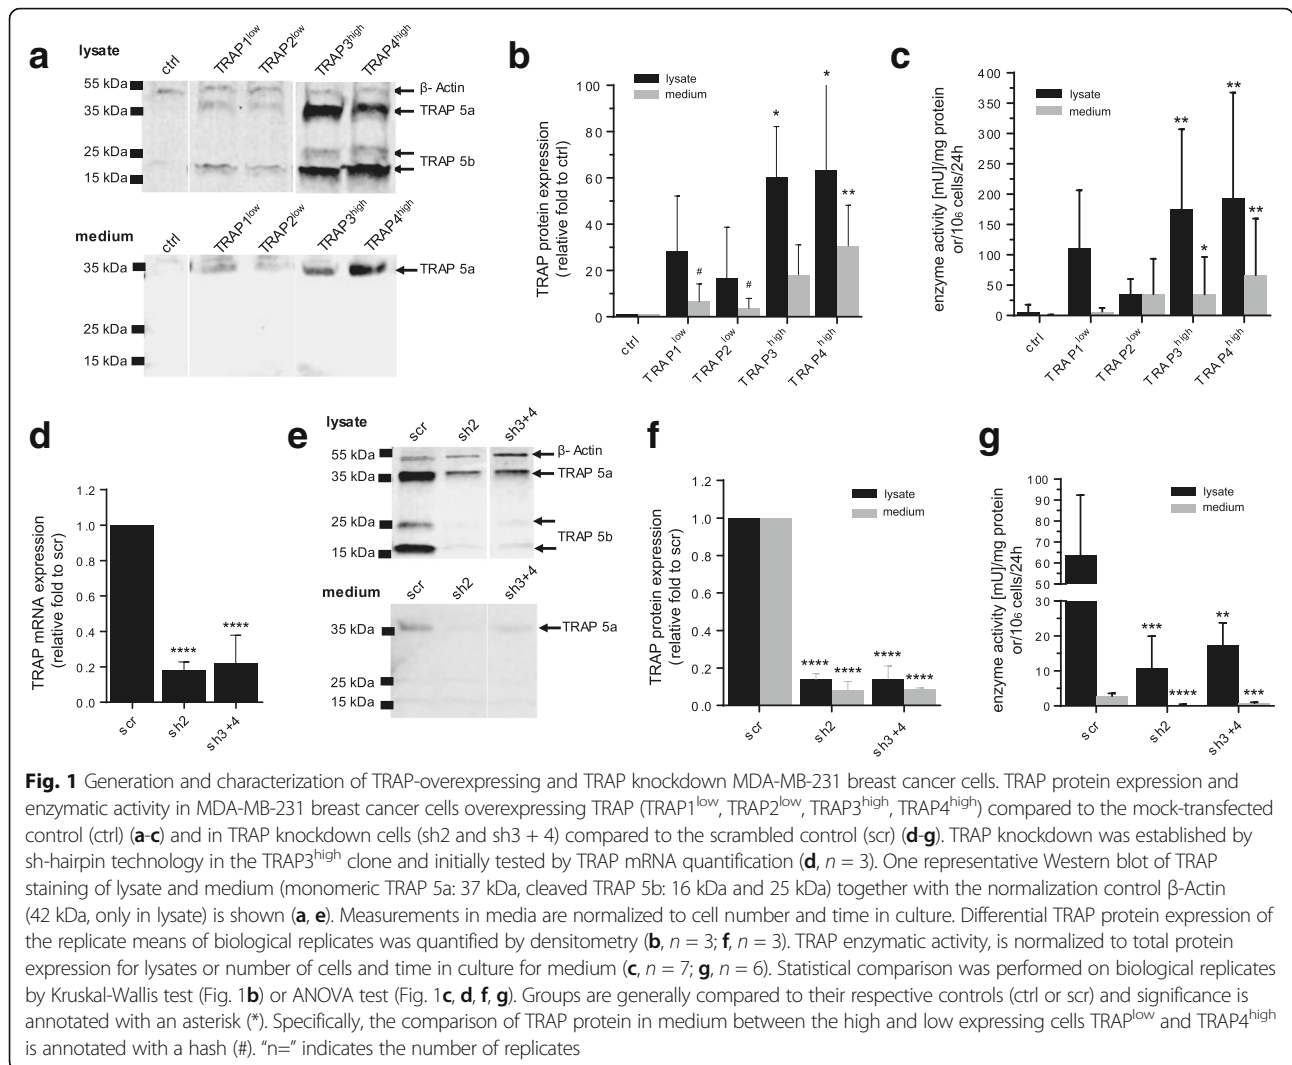 a
lysate
ctrl
TRAP1low
TRAP2low
TRAP3high
TRAP4high
55 kDa
35 kDa
25 kDa
15 kDa
β- Actin
TRAP 5a
TRAP 5b
medium
ctrl
TRAP1low
TRAP2low
TRAP3high
TRAP4high
35 kDa
25 kDa
15 kDa
TRAP 5a
b
TRAP protein expression
(relative fold to ctrl)
100
80
60
40
20
0
lysate
medium
#
#
*
*
**
ctrl
TRAP1low
TRAP2low
TRAP3high
TRAP4high
c
enzyme activity [mU]/mg protein
or/106 cells/24h
400
350
300
250
200
150
100
50
0
lysate
medium
**
*
**
**
ctrl
TRAP1low
TRAP2low
TRAP3high
TRAP4high
d
TRAP mRNA expression
(relative fold to scr)
1.2
1.0
0.8
0.6
0.4
0.2
0.0
****
****
scr
sh2
sh3+4
e
lysate
scr
sh2
sh3+4
55 kDa
35 kDa
25 kDa
15 kDa
β- Actin
TRAP 5a
TRAP 5b
medium
scr
sh2
sh3+4
35 kDa
25 kDa
15 kDa
TRAP 5a
f
TRAP protein expression
(relative fold to scr)
1.2
1.0
0.8
0.6
0.4
0.2
0.0
lysate
medium
****
****
****
****
scr
sh2
sh3+4
g
enzyme activity [mU]/mg protein
or/106 cells/24h
100
90
80
70
60
50
30
20
10
0
lysate
medium
***
****
**
***
scr
sh2
sh3+4
Fig. 1 Generation and characterization of TRAP-overexpressing and TRAP knockdown MDA-MB-231 breast cancer cells. TRAP protein expression and
enzymatic activity in MDA-MB-231 breast cancer cells overexpressing TRAP (TRAP1low, TRAP2low, TRAP3high, TRAP4high) compared to the mock-transfected
control (ctrl) (a-c) and in TRAP knockdown cells (sh2 and sh3 + 4) compared to the scrambled control (scr) (d-g). TRAP knockdown was established by
sh-hairpin technology in the TRAP3high clone and initially tested by TRAP mRNA quantification (d, n = 3). One representative Western blot of TRAP
staining of lysate and medium (monomeric TRAP 5a: 37 kDa, cleaved TRAP 5b: 16 kDa and 25 kDa) together with the normalization control β-Actin
(42 kDa, only in lysate) is shown (a, e). Measurements in media are normalized to cell number and time in culture. Differential TRAP protein expression of
the replicate means of biological replicates was quantified by densitometry (b, n = 3; f, n = 3). TRAP enzymatic activity, is normalized to total protein
expression for lysates or number of cells and time in culture for medium (c, n = 7; g, n = 6). Statistical comparison was performed on biological replicates
by Kruskal-Wallis test (Fig. 1b) or ANOVA test (Fig. 1c, d, f, g). Groups are generally compared to their respective controls (ctrl or scr) and significance is
annotated with an asterisk (*). Specifically, the comparison of TRAP protein in medium between the high and low expressing cells TRAPlow and TRAP4high
is annotated with a hash (#). “n=” indicates the number of replicates